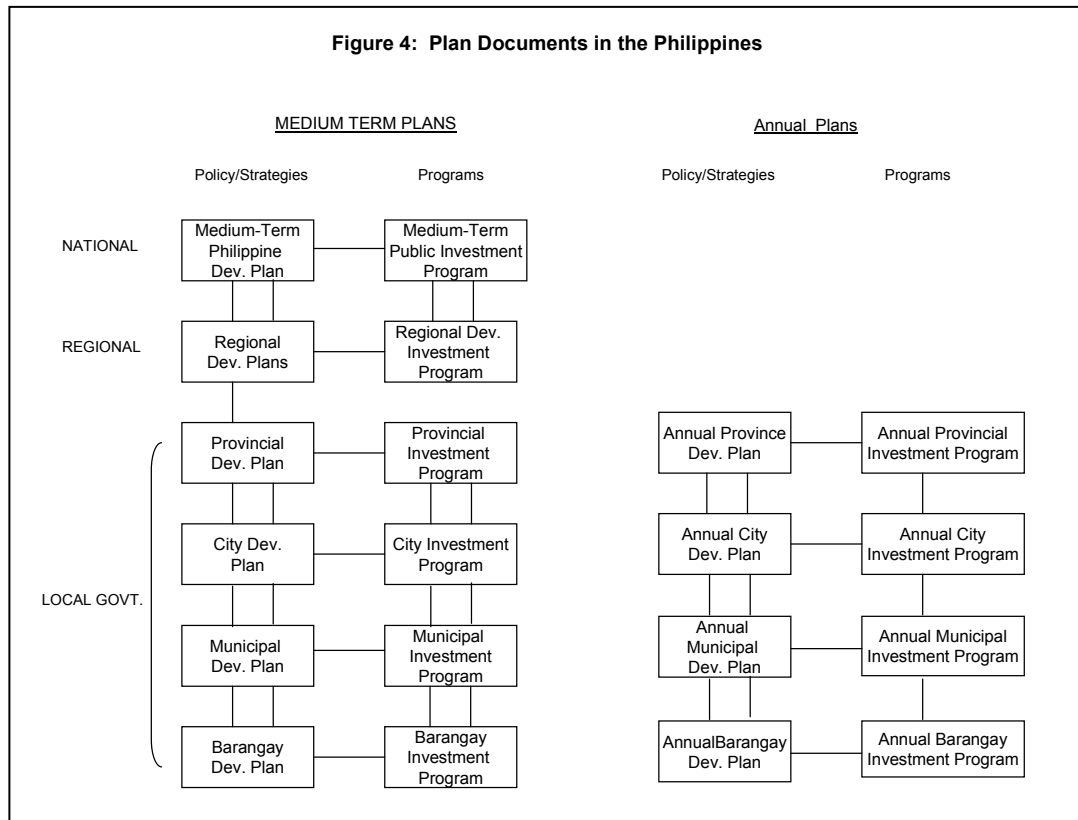 Figure 4: Plan Documents in the Philippines
MEDIUM TERM PLANS
Annual Plans
Policy/Strategies
Programs
Policy/Strategies
Programs
NATIONAL
Medium-Term
Philippine
Dev. Plan
Medium-Term
Public Investment
Program
REGIONAL
Regional
Dev. Plans
Regional Dev.
Investment
Program
LOCAL GOVT.
Provincial
Dev. Plan
Provincial
Investment
Program
Annual Province
Dev. Plan
Annual Provincial
Investment Program
City Dev.
Plan
City Investment
Program
Annual City
Dev. Plan
Annual City
Investment Program
Municipal
Dev. Plan
Municipal
Investment
Program
Annual
Municipal
Dev. Plan
Annual Municipal
Investment Program
Barangay
Dev. Plan
Barangay
Investment
Program
AnnualBarangay
Dev. Plan
Annual Barangay
Investment Program